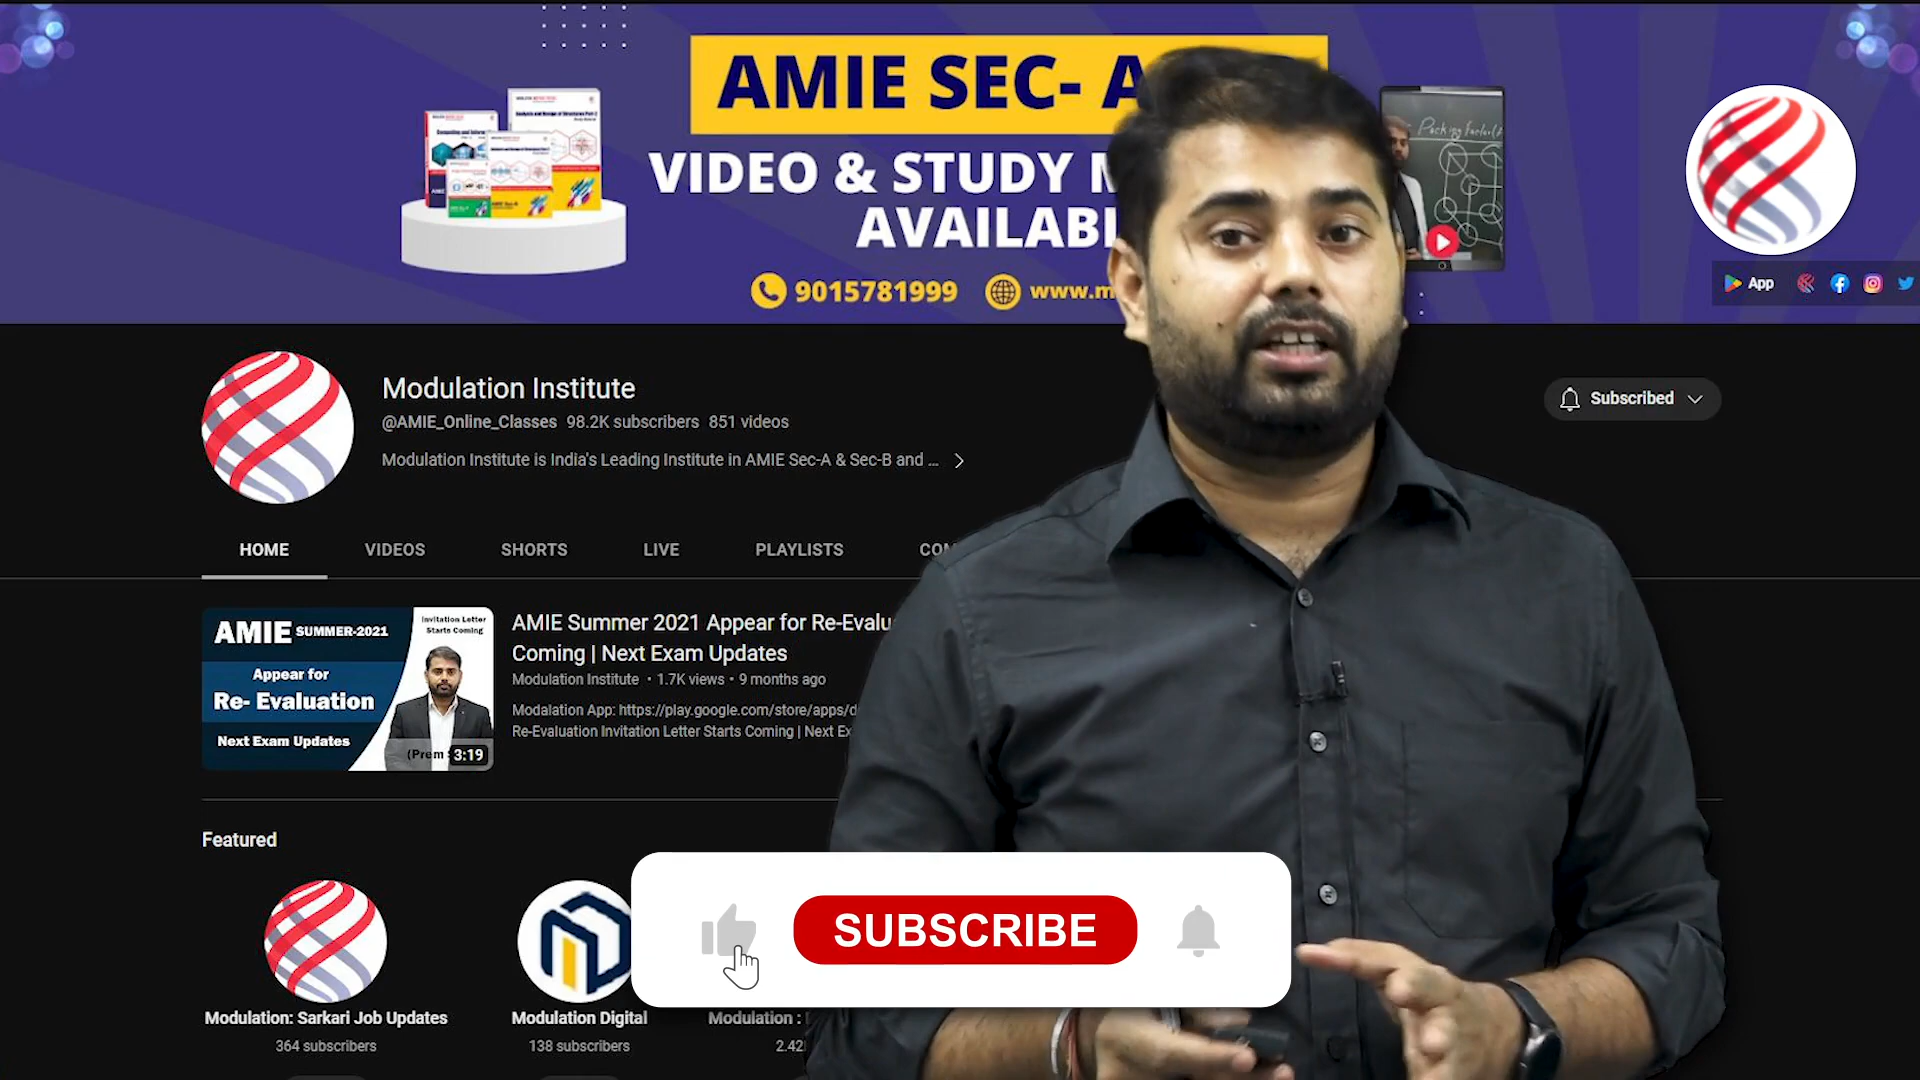 AMIE SEC- A
VIDEO & STUDY
AVAILABL
9015781999
www.m
App
Modulation Institute
@AMIE_Online_Classes 98.2K subscribers 851 videos
Modulation Institute is India's Leading Institute in AMIE Sec-A & Sec-B and ...
Subscribed
HOME VIDEOS SHORTS LIVE PLAYLISTS COM
AMIE SUMMER-2021
Invitation Letter
Starts Coming
Appear for
Re- Evaluation
Next Exam Updates
(Prem
3:19
AMIE Summer 2021 Appear for Re-Evalu
Coming | Next Exam Updates
Modulation Institute • 1.7K views • 9 months ago
Modalation App: https://play.google.com/store/apps/d
Re-Evaluation Invitation Letter Starts Coming | Next Ex
Featured
SUBSCRIBE
Modulation: Sarkari Job Updates
364 subscribers
Modulation Digital
138 subscribers
Modulation :
2.42